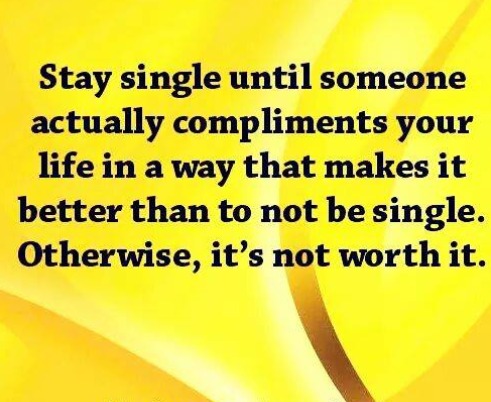 Stay single until someone
actually compliments your
life in a way that makes it
better than to not be single.
Otherwise, it's not worth it.